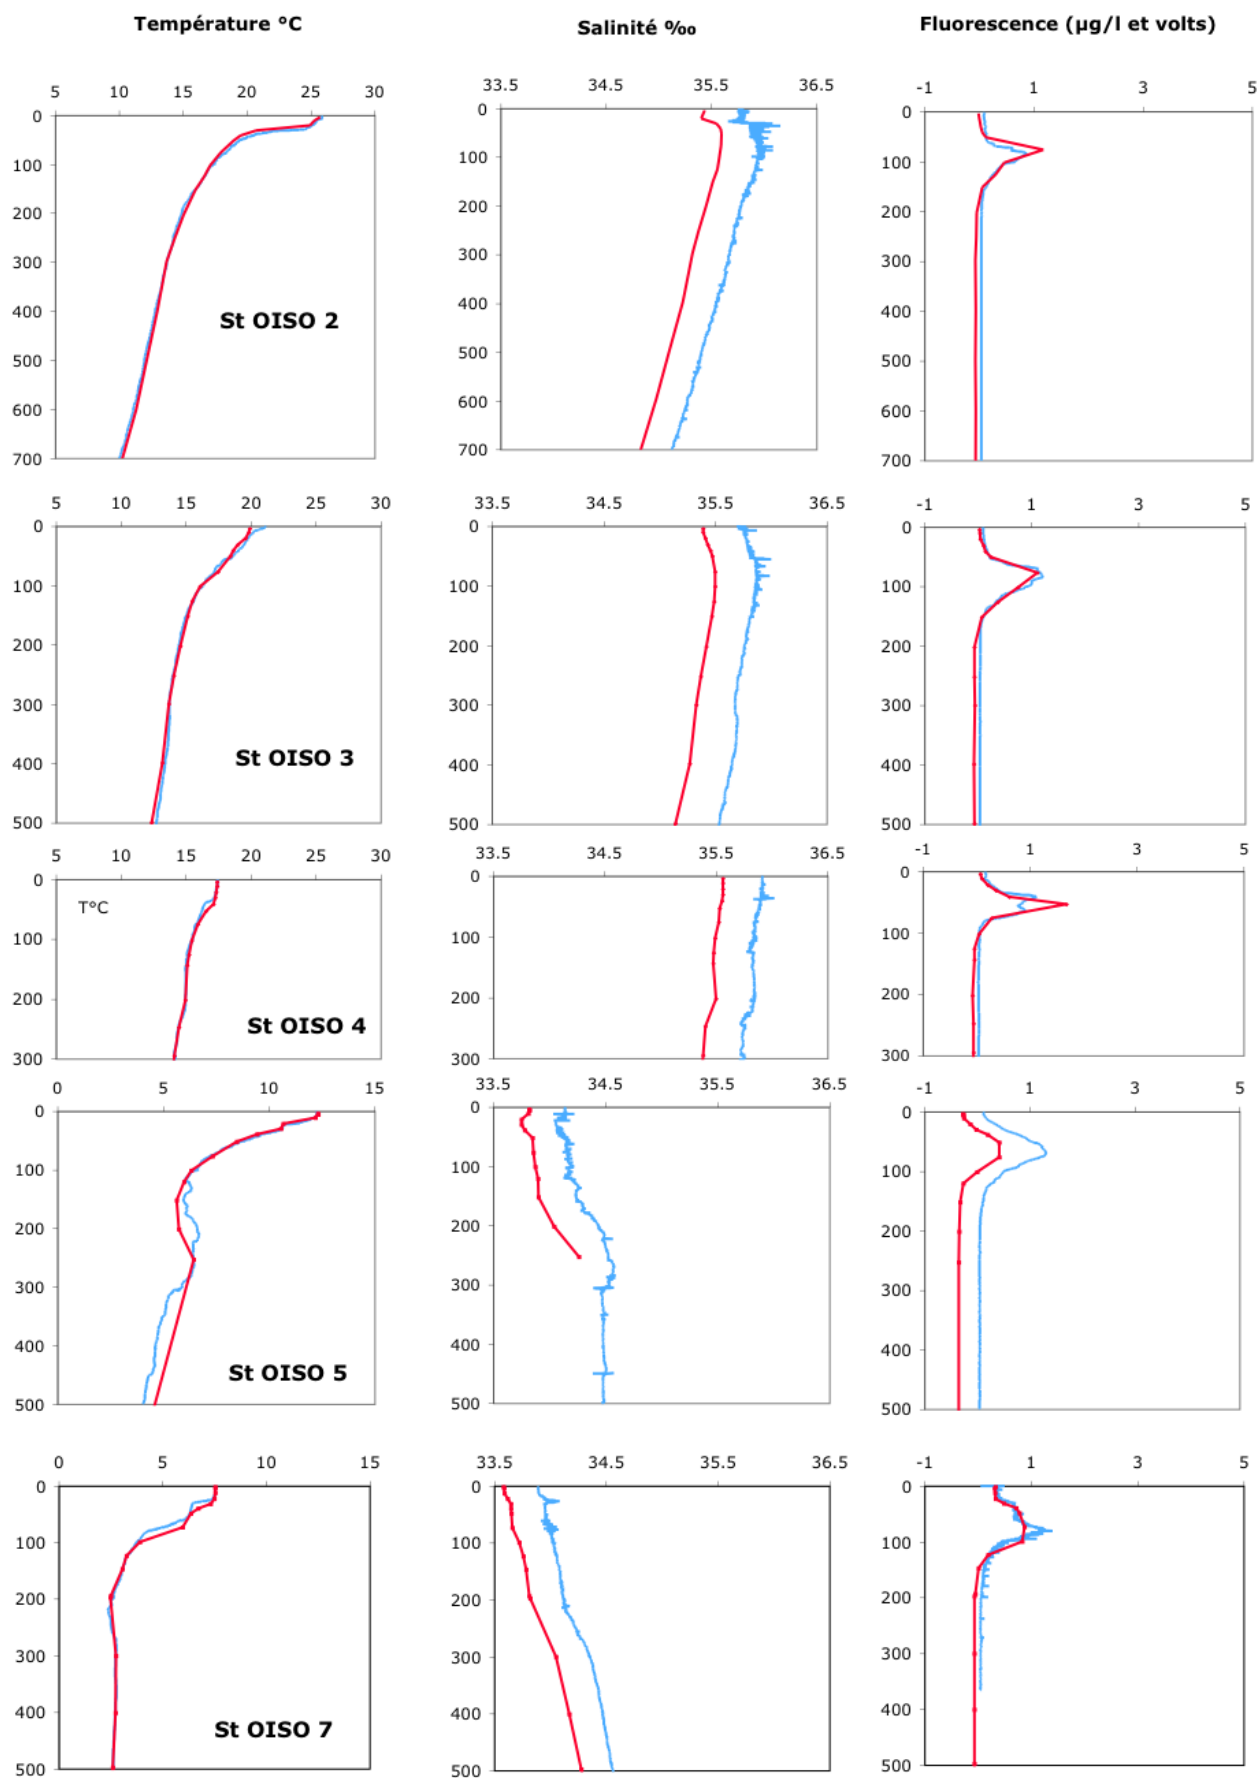 Température °C Salinité ‰ Fluorescence (µg/l et volts)
5 10 15 20 25 30 33.5 34.5 35.5 36.5 -1 1 3 5
0 0 0
100 100 100
200 200 200
300 300 300
St OISO 2
400 400 400
500 500 500
600 600 600
700 700 700
5 10 15 20 25 30 33.5 34.5 35.5 36.5 -1 1 3 5
0 0 0
100 100 100
200 200 200
300 300 300
St OISO 3
400 400 400
500 500 500
5 10 15 20 25 30 33.5 34.5 35.5 36.5 -1 1 3 5
0 0 0
T°C
100 100 100
200 200 200
St OISO 4
300 300 300
0 5 10 15 33.5 34.5 35.5 36.5 -1 1 3 5
0 0 0
100 100 100
200 200 200
300 300 300
400 400 400
St OISO 5
500 500 500
0 5 10 15 33.5 34.5 35.5 36.5 -1 1 3 5
0 0 0
100 100 100
200 200 200
300 300 300
400 400 400
St OISO 7
500 500 500